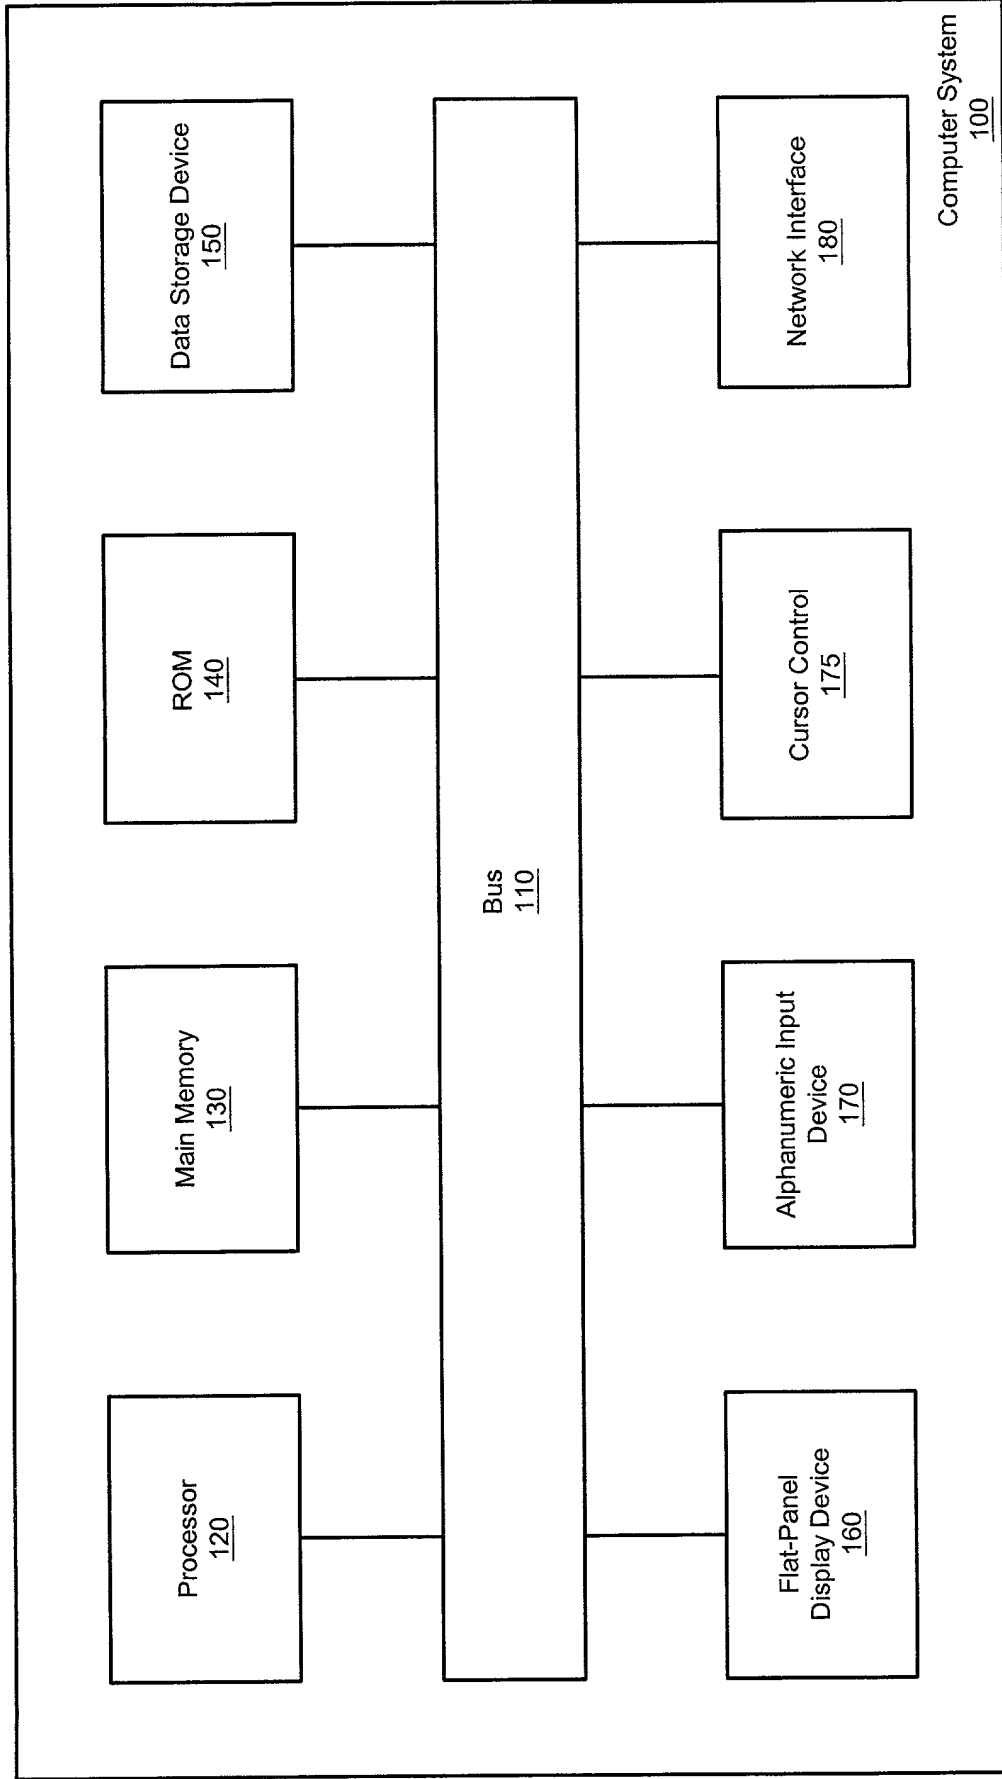 Processor
120
Main Memory
130
ROM
140
Data Storage Device
150
Bus
110
Flat-Panel
Display Device
160
Alphanumeric Input
Device
170
Cursor Control
175
Network Interface
180
Computer System
100